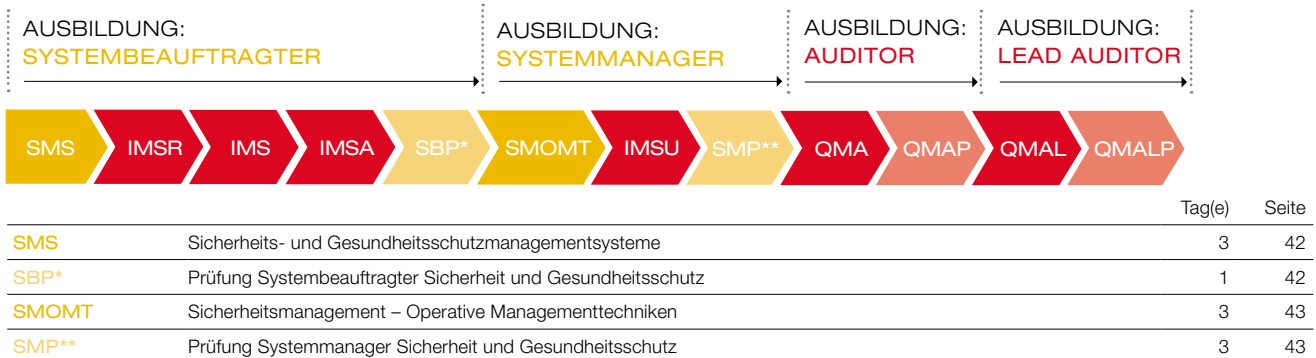 AUSBILDUNG:
SYSTEMBEAUFTRAGTER
AUSBILDUNG:
SYSTEMMANAGER
AUSBILDUNG:
AUDITOR
AUSBILDUNG:
LEAD AUDITOR
SMS IMSR IMS IMSA SBP* SMOMT IMSU SMP** QMA QMAP QMAL QMALP
Tag(e) Seite
SMS Sicherheits- und Gesundheitsschutzmanagementsysteme 3 42
SBP* Prüfung Systembeauftragter Sicherheit und Gesundheitsschutz 1 42
SMOMT Sicherheitsmanagement – Operative Managementtechniken 3 43
SMP** Prüfung Systemmanager Sicherheit und Gesundheitsschutz 3 43